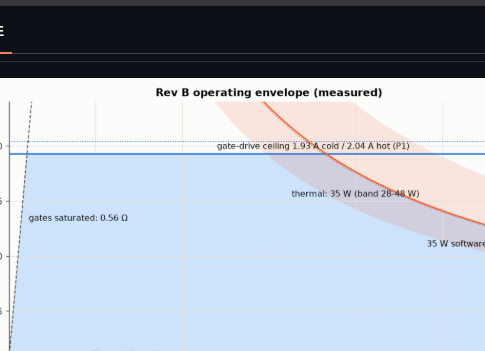 E
Rev B operating envelope (measured)
gate-drive ceiling 1.93 A cold / 2.04 A hot (P1)
thermal: 35 W (band 28-48 W)
gates saturated: 0.56 Ω
35 W software